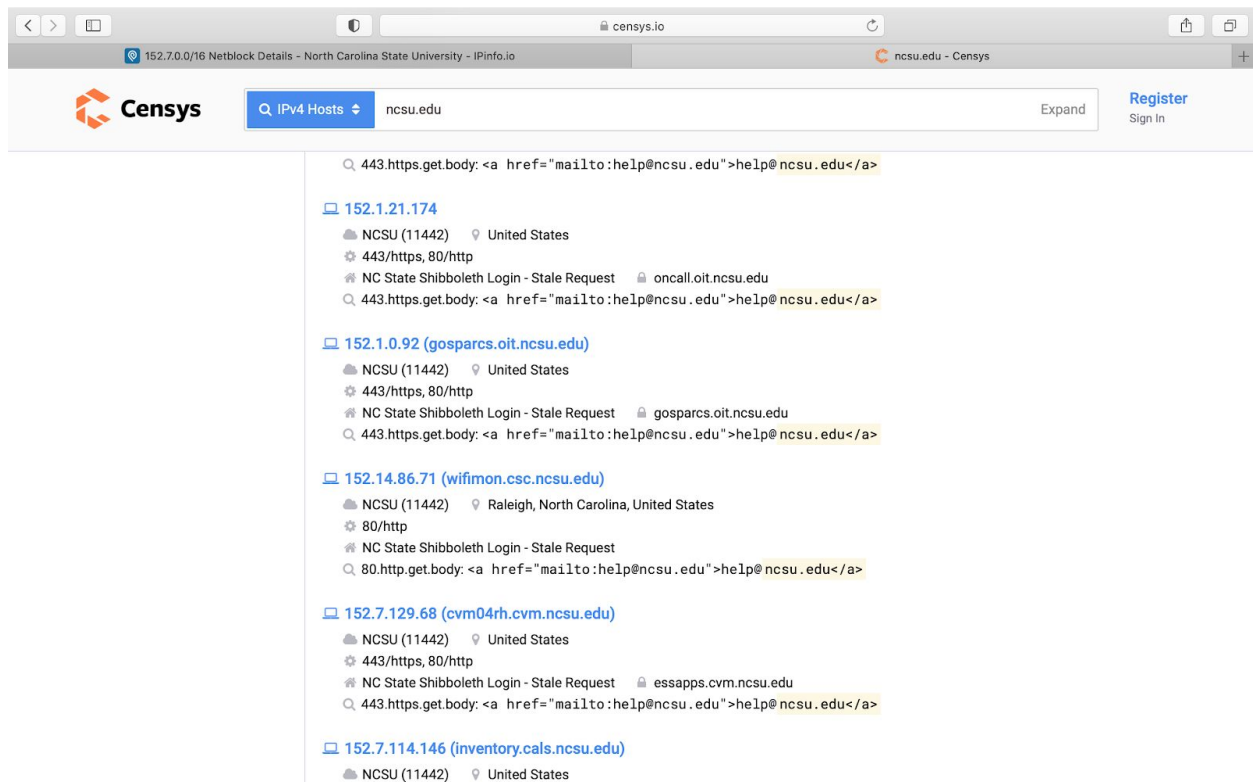 censys.io
152.7.0.0/16 Netblock Details - North Carolina State University - IPinfo.io
ncsu.edu - Censys
+
Censys
IPv4 Hosts
ncsu.edu
Expand
Register
Sign In
443.https.get.body: <a href="mailto:help@ncsu.edu">help@ncsu.edu</a>
152.1.21.174
NCSU (11442) United States
443/https, 80/http
NC State Shibboleth Login - Stale Request oncall.oit.ncsu.edu
443.https.get.body: <a href="mailto:help@ncsu.edu">help@ncsu.edu</a>
152.1.0.92 (gosparcs.oit.ncsu.edu)
NCSU (11442) United States
443/https, 80/http
NC State Shibboleth Login - Stale Request gosparcs.oit.ncsu.edu
443.https.get.body: <a href="mailto:help@ncsu.edu">help@ncsu.edu</a>
152.14.86.71 (wifimon.csc.ncsu.edu)
NCSU (11442) Raleigh, North Carolina, United States
80/http
NC State Shibboleth Login - Stale Request
80.http.get.body: <a href="mailto:help@ncsu.edu">help@ncsu.edu</a>
152.7.129.68 (cvm04rh.cvm.ncsu.edu)
NCSU (11442) United States
443/https, 80/http
NC State Shibboleth Login - Stale Request essapps.cvm.ncsu.edu
443.https.get.body: <a href="mailto:help@ncsu.edu">help@ncsu.edu</a>
152.7.114.146 (inventory.cals.ncsu.edu)
NCSU (11442) United States